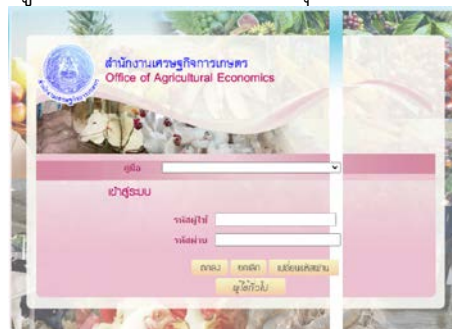 สำนักงานเศรษฐกิจการเกษตร
Office of Agricultural Economics
คู่มือ
เข้าสู่ระบบ
รหัสผู้ใช้
รหัสผ่าน
ตกลง ยกเลิก เปลี่ยนรหัสผ่าน
ผู้ใช้ทั่วไป